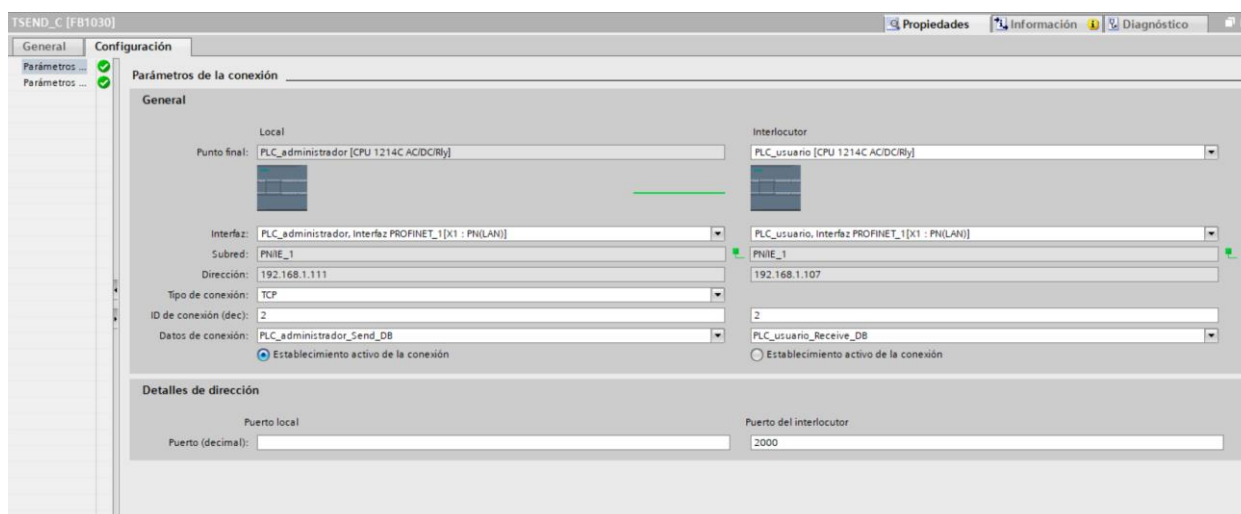 TSEND_C [FB1030]
Propiedades Información Diagnóstico
General Configuración
Parámetros ...
Parámetros ...
Parámetros de la conexión
General
Local Interlocutor
Punto final: PLC_administrador [CPU 1214C AC/DC/Rly] PLC_usuario [CPU 1214C AC/DC/Rly]
Interfaz: PLC_administrador, Interfaz PROFINET_1[X1 : PN(LAN)] PLC_usuario, Interfaz PROFINET_1[X1 : PN(LAN)]
Subred: PN/IE_1 PN/IE_1
Dirección: 192.168.1.111 192.168.1.107
Tipo de conexión: TCP
ID de conexión (dec): 2 2
Datos de conexión: PLC_administrador_Send_DB PLC_usuario_Receive_DB
Establecimiento activo de la conexión Establecimiento activo de la conexión
Detalles de dirección
Puerto local Puerto del interlocutor
Puerto (decimal): 2000